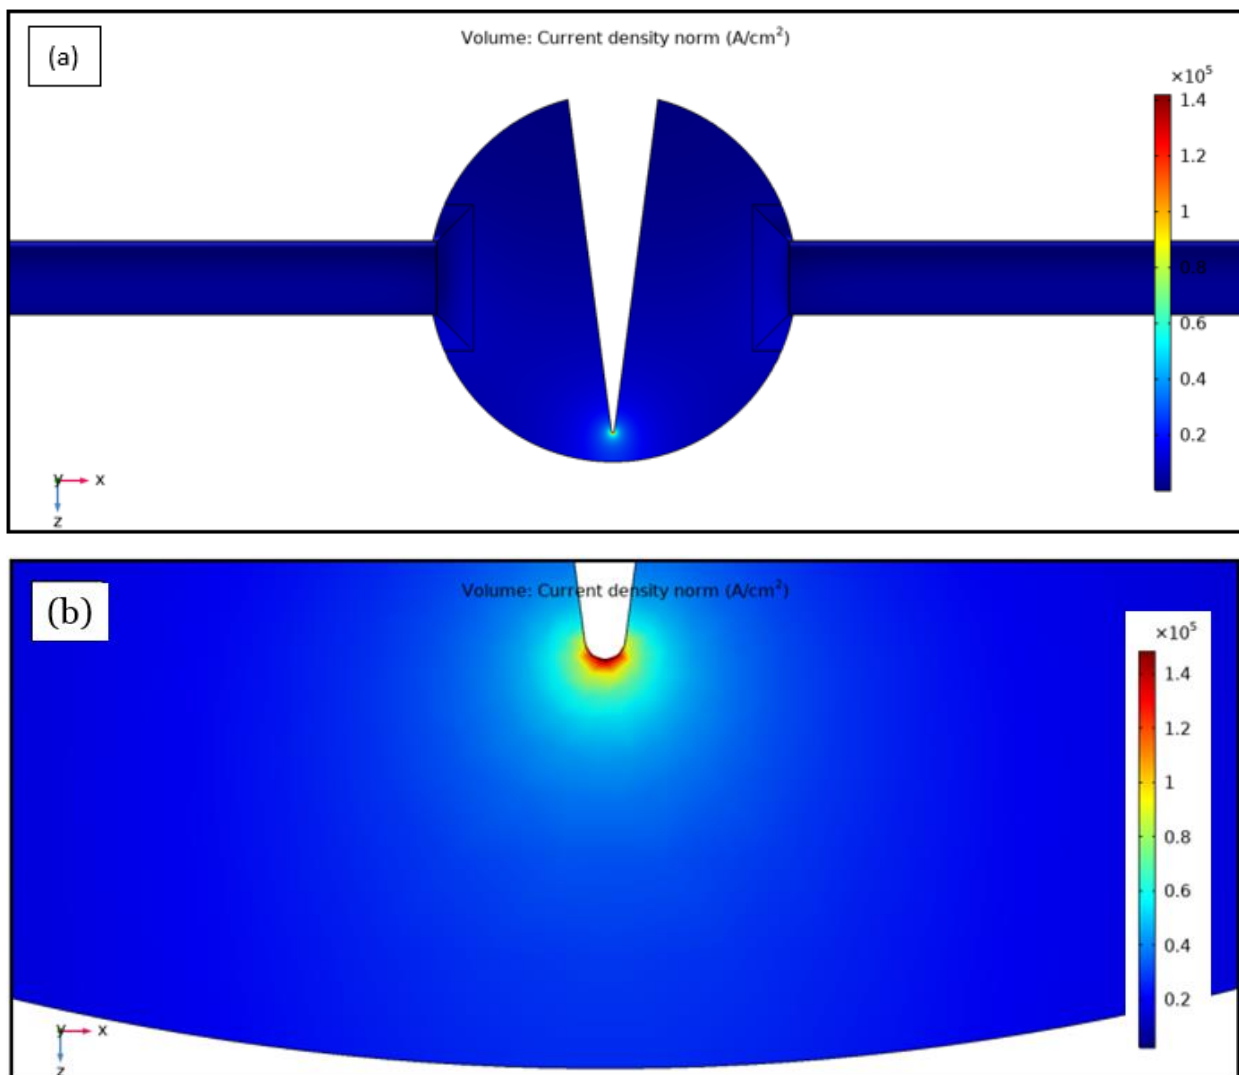 (a)
Volume: Current density norm (A/cm²)
×10⁵
1.4
1.2
1
0.8
0.6
0.4
0.2
y x
z
(b)
Volume: Current density norm (A/cm²)
×10⁵
1.4
1.2
1
0.8
0.6
0.4
0.2
y x
z